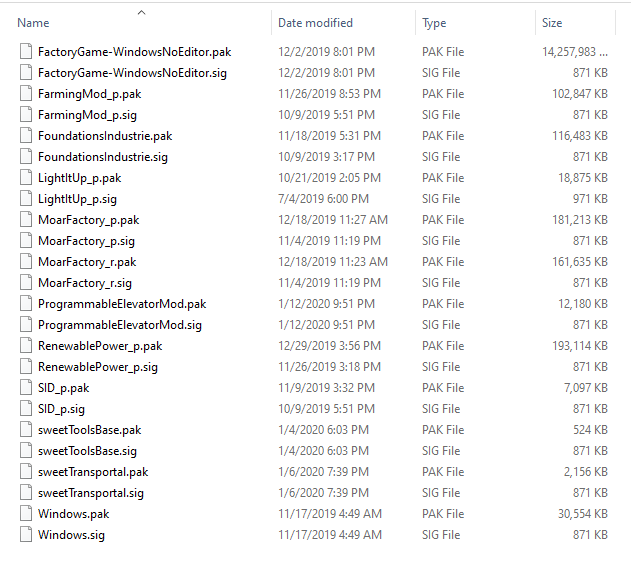 Name Date modified Type Size
FactoryGame-WindowsNoEditor.pak 12/2/2019 8:01 PM PAK File 14,257,983 ...
FactoryGame-WindowsNoEditor.sig 12/2/2019 8:01 PM SIG File 871 KB
FarmingMod_p.pak 11/26/2019 8:53 PM PAK File 102,847 KB
FarmingMod_p.sig 10/9/2019 5:51 PM SIG File 871 KB
FoundationsIndustrie.pak 11/18/2019 5:31 PM PAK File 116,483 KB
FoundationsIndustrie.sig 10/9/2019 3:17 PM SIG File 871 KB
LightItUp_p.pak 10/21/2019 2:05 PM PAK File 18,875 KB
LightItUp_p.sig 7/4/2019 6:00 PM SIG File 971 KB
MoarFactory_p.pak 12/18/2019 11:27 AM PAK File 181,213 KB
MoarFactory_p.sig 11/4/2019 11:19 PM SIG File 871 KB
MoarFactory_r.pak 12/18/2019 11:23 AM PAK File 161,635 KB
MoarFactory_r.sig 11/4/2019 11:19 PM SIG File 871 KB
ProgrammableElevatorMod.pak 1/12/2020 9:51 PM PAK File 12,180 KB
ProgrammableElevatorMod.sig 1/12/2020 9:51 PM SIG File 871 KB
RenewablePower_p.pak 12/29/2019 3:56 PM PAK File 193,114 KB
RenewablePower_p.sig 11/26/2019 3:18 PM SIG File 871 KB
SID_p.pak 11/9/2019 3:32 PM PAK File 7,097 KB
SID_p.sig 10/9/2019 5:51 PM SIG File 871 KB
sweetToolsBase.pak 1/4/2020 6:03 PM PAK File 524 KB
sweetToolsBase.sig 1/4/2020 6:03 PM SIG File 871 KB
sweetTransportal.pak 1/6/2020 7:39 PM PAK File 2,156 KB
sweetTransportal.sig 1/6/2020 7:39 PM SIG File 871 KB
Windows.pak 11/17/2019 4:49 AM PAK File 30,554 KB
Windows.sig 11/17/2019 4:49 AM SIG File 871 KB